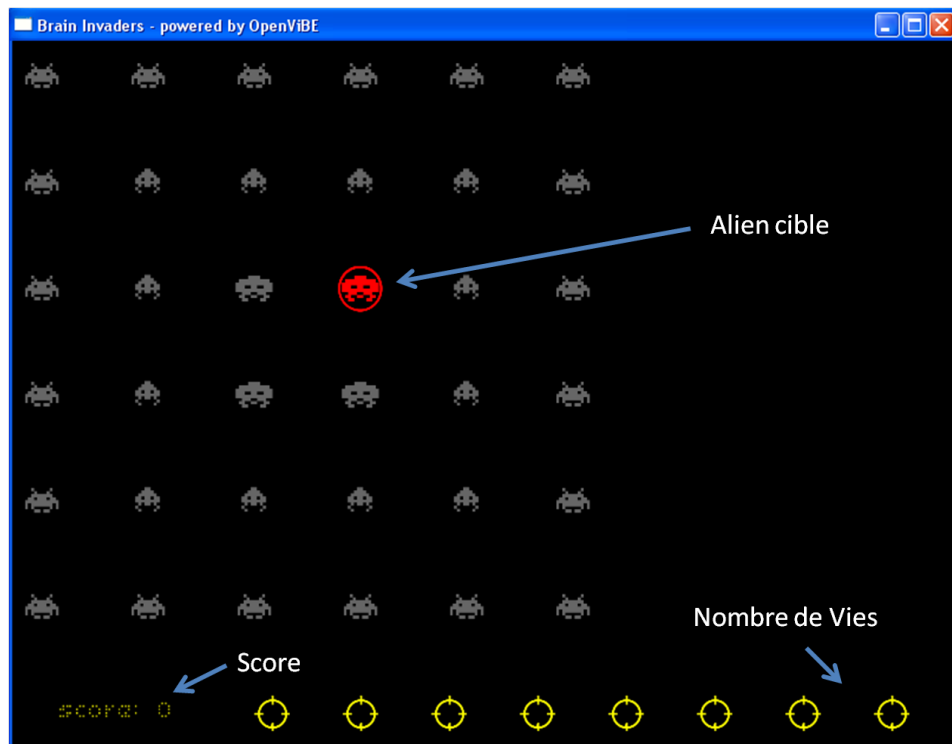 Brain Invaders - powered by OpenViBE
Alien cible
Nombre de Vies
Score
score: 0